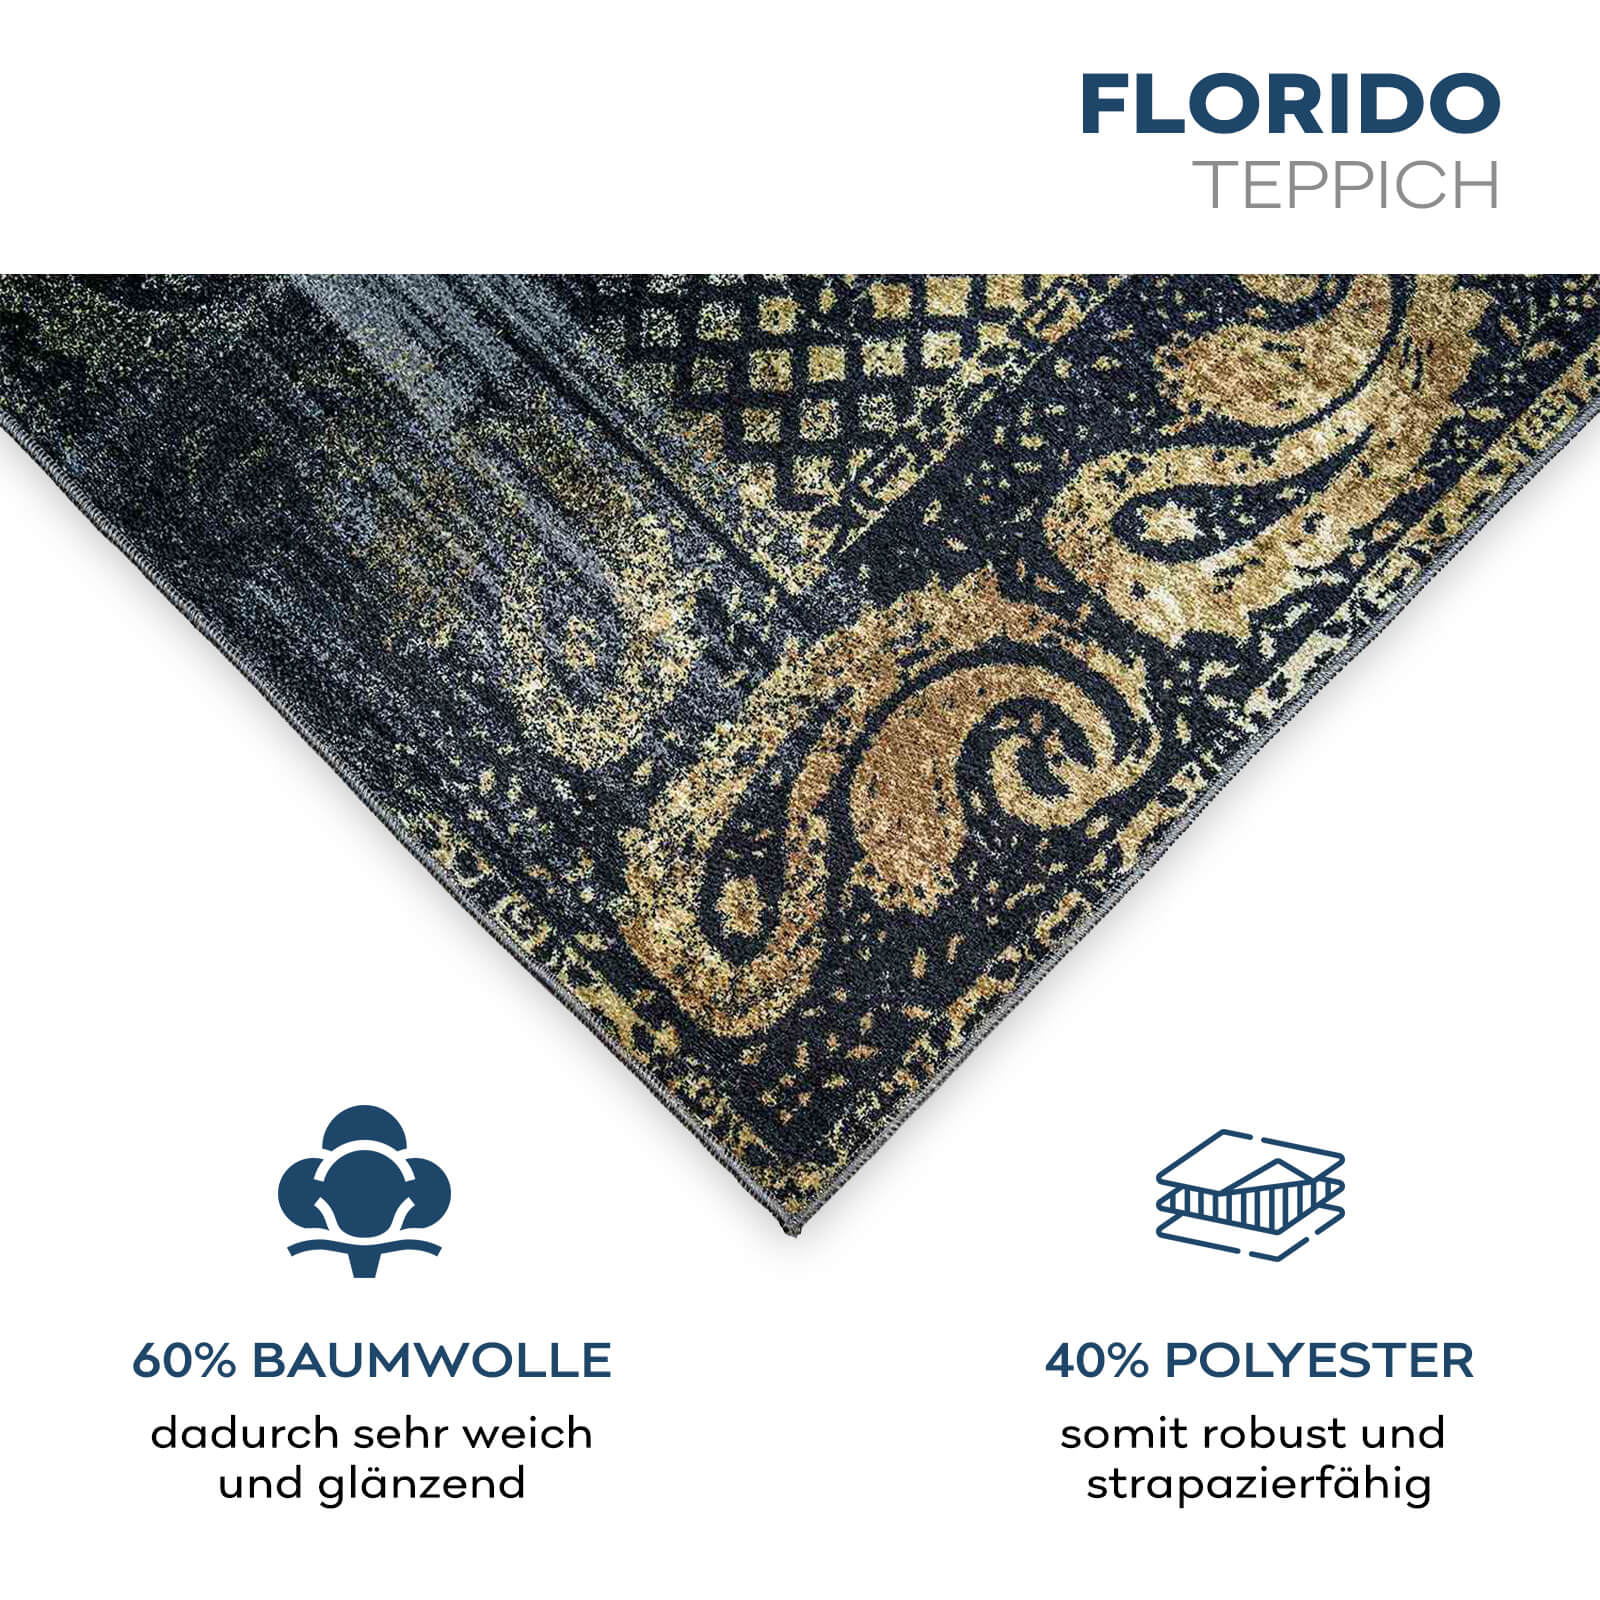 FLORIDO
TEPPICH
60% BAUMWOLLE
dadurch sehr weich
und glänzend
40% POLYESTER
somit robust und
strapazierfähig